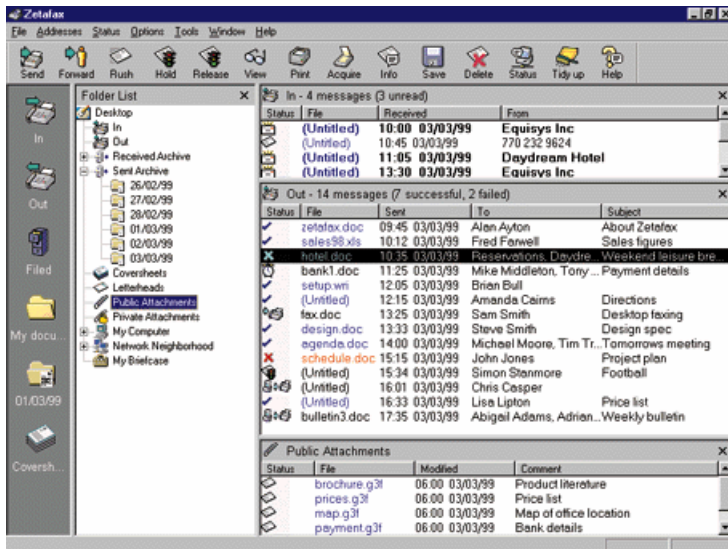 Zetafax
File Addresses Status Options Tools Window Help
Send Forward Rush Hold Release View Print Acquire Info Save Delete Status Tidy up Help
In
Out
Filed
My docu...
01/03/99
Coversh...
Folder List
Desktop
In
Out
Received Archive
Sent Archive
26/02/99
27/02/99
28/02/99
01/03/99
02/03/99
03/03/99
Coversheets
Letterheads
Public Attachments
Private Attachments
My Computer
Network Neighborhood
My Briefcase
In - 4 messages (3 unread)
Status File Received From
(Untitled) 10:00 03/03/99 Equisys Inc
(Untitled) 10:45 03/03/99 770 232 9624
(Untitled) 11:05 03/03/99 Daydream Hotel
(Untitled) 13:30 03/03/99 Equisys Inc
Out - 14 messages (7 successful, 2 failed)
Status File Sent To Subject
zetafax.doc 09:45 03/03/99 Alan Ayton About Zetafax
sales98.xls 10:12 03/03/99 Fred Farwell Sales figures
hotel.doc 10:35 03/03/99 Reservations, Daydre... Weekend leisure bre...
bank1.doc 11:25 03/03/99 Mike Middleton, Tony ... Payment details
setup.wri 12:05 03/03/99 Brian Bull
(Untitled) 12:15 03/03/99 Amanda Cairns Directions
fax.doc 13:25 03/03/99 Sam Smith Desktop faxing
design.doc 13:33 03/03/99 Steve Smith Design spec
agenda.doc 14:00 03/03/99 Michael Moore, Tim Tr... Tomorrows meeting
schedule.doc 15:15 03/03/99 John Jones Project plan
(Untitled) 15:34 03/03/99 Simon Stanmore Football
(Untitled) 16:01 03/03/99 Chris Casper
(Untitled) 16:33 03/03/99 Lisa Lipton Price list
bulletin3.doc 17:35 03/03/99 Abigail Adams, Adrian... Weekly bulletin
Public Attachments
Status File Modified Comment
brochure.g3f 06:00 03/03/99 Product literature
prices.g3f 06:00 03/03/99 Price list
map.g3f 06:00 03/03/99 Map of office location
payment.g3f 06:00 03/03/99 Bank details